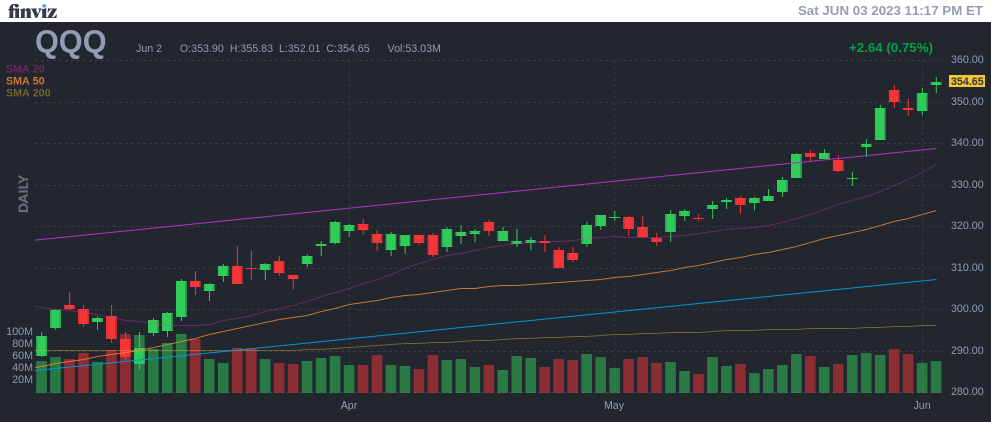 finviz Sat JUN 03 2023 11:17 PM ET
QQQ Jun 2 O:353.90 H:355.83 L:352.01 C:354.65 Vol:53.03M +2.64 (0.75%)
SMA 20
SMA 50
SMA 200
DAILY
360.00
354.65
350.00
340.00
330.00
320.00
310.00
300.00
290.00
280.00
100M
80M
60M
40M
20M
Apr May Jun